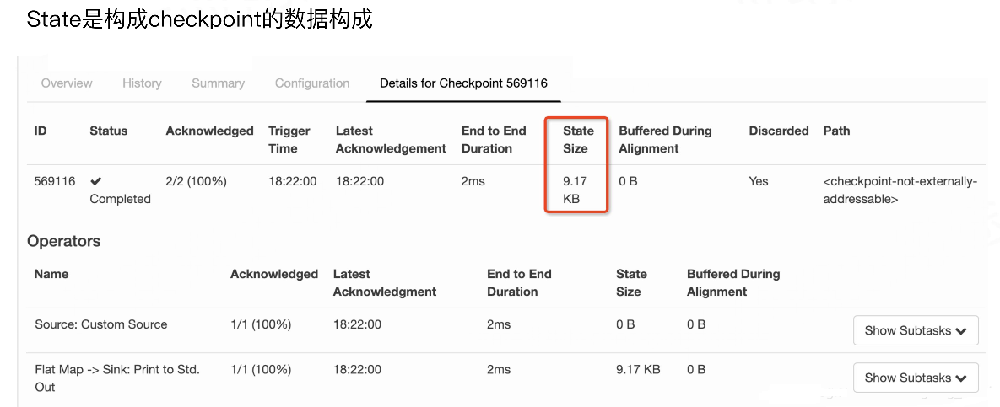 State是构成checkpoint的数据构成
Overview History Summary Configuration Details for Checkpoint 569116
ID Status Acknowledged Trigger Time Latest Acknowledgement End to End Duration State Size Buffered During Alignment Discarded Path
569116 ✔ Completed 2/2 (100%) 18:22:00 18:22:00 2ms 9.17 KB 0 B Yes <checkpoint-not-externally-addressable>
Operators
Name Acknowledged Latest Acknowledgment End to End Duration State Size Buffered During Alignment
Source: Custom Source 1/1 (100%) 18:22:00 2ms 0 B 0 B Show Subtasks
Flat Map -> Sink: Print to Std. Out 1/1 (100%) 18:22:00 2ms 9.17 KB 0 B Show Subtasks